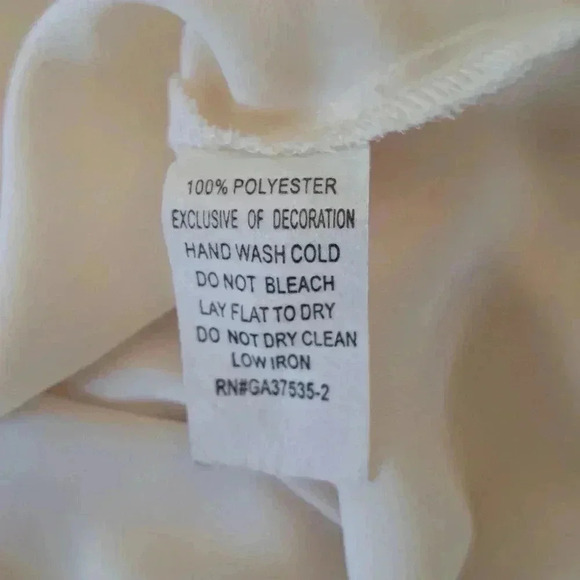 100% POLYESTER
EXCLUSIVE OF DECORATION
HAND WASH COLD
DO NOT BLEACH
LAY FLAT TO DRY
DO NOT DRY CLEAN
LOW IRON
RN#GA37535-2